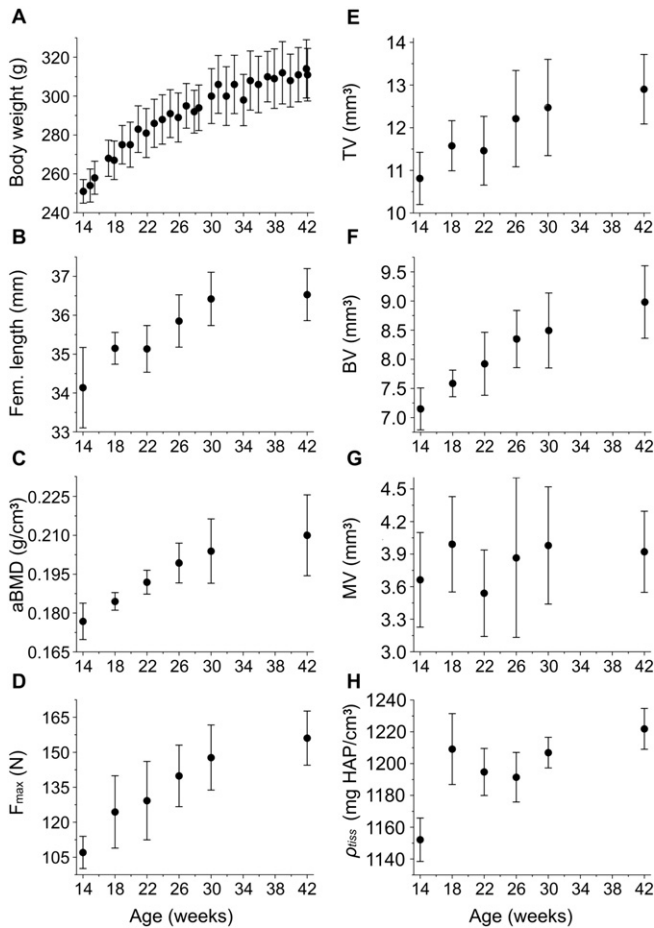 A
Body weight (g)
320
300
280
260
240
14 18 22 26 30 34 38 42
B
Fem. length (mm)
37
36
35
34
33
14 18 22 26 30 34 38 42
C
aBMD (g/cm³)
0.225
0.210
0.195
0.180
0.165
14 18 22 26 30 34 38 42
D
Fmax (N)
165
145
125
105
14 18 22 26 30 34 38 42
Age (weeks)
E
TV (mm³)
14
13
12
11
10
14 18 22 26 30 34 38 42
F
BV (mm³)
9.5
9.0
8.5
8.0
7.5
7.0
14 18 22 26 30 34 38 42
G
MV (mm³)
4.5
4.2
3.9
3.6
3.3
3.0
14 18 22 26 30 34 38 42
H
ρtiss (mg HAP/cm³)
1240
1220
1200
1180
1160
1140
14 18 22 26 30 34 38 42
Age (weeks)